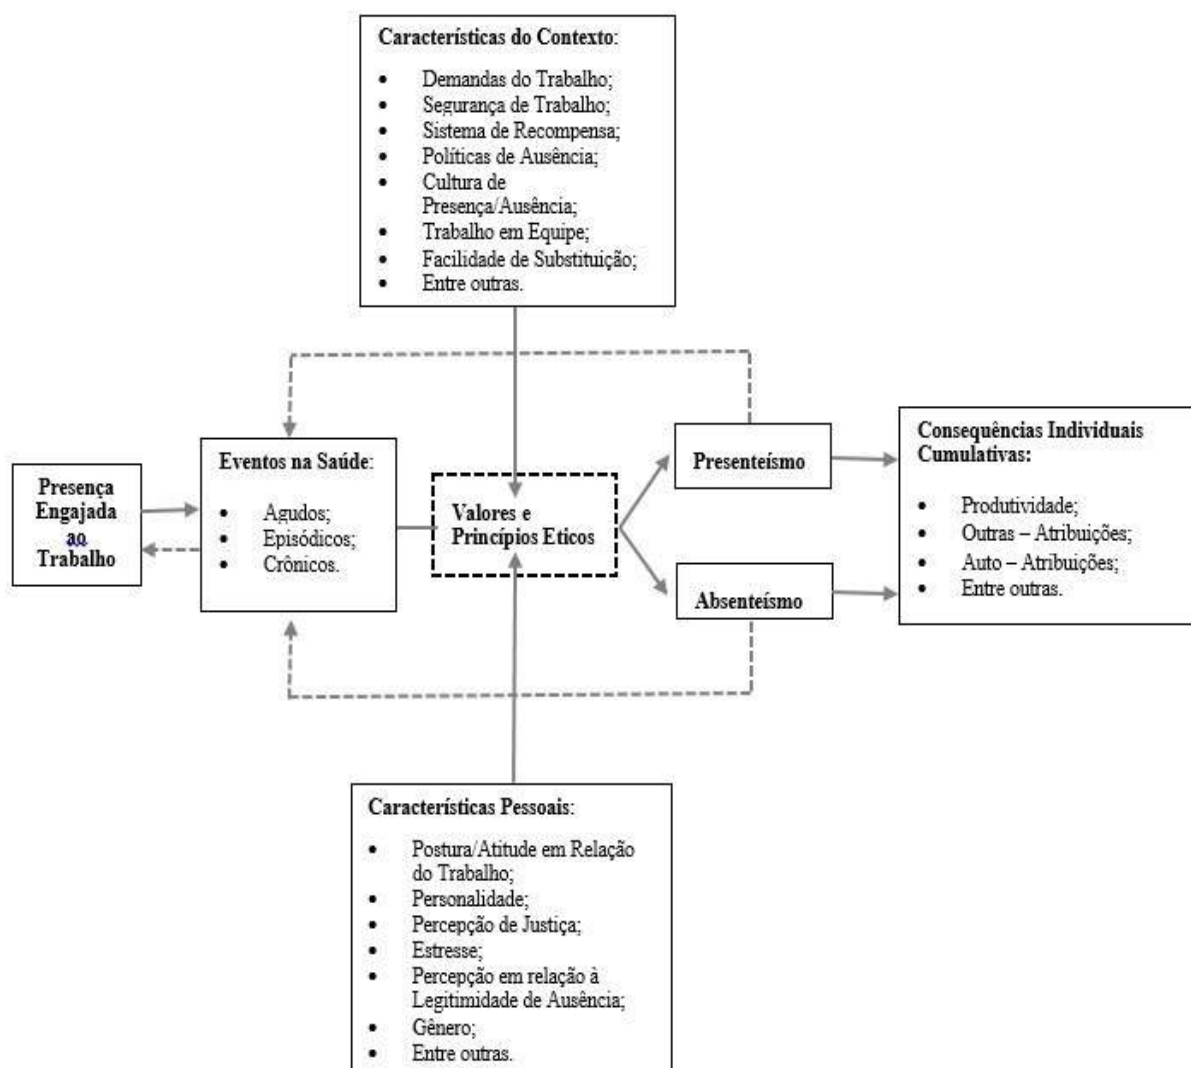 Características do Contexto:
• Demandas do Trabalho;
• Segurança de Trabalho;
• Sistema de Recompensa;
• Políticas de Ausência;
• Cultura de
Presença/Ausência;
• Trabalho em Equipe;
• Facilidade de Substituição;
• Entre outras.
Presença
Engajada
ao
Trabalho
Eventos na Saúde:
• Agudos;
• Episódicos;
• Crônicos.
Valores e
Princípios Eticos
Presenteísmo
Absenteísmo
Consequências Individuais
Cumulativas:
• Produtividade;
• Outras – Atribuições;
• Auto – Atribuições;
• Entre outras.
Características Pessoais:
• Postura/Atitude em Relação
do Trabalho;
• Personalidade;
• Percepção de Justiça;
• Estresse;
• Percepção em relação à
Legitimidade de Ausência;
• Gênero;
• Entre outras.